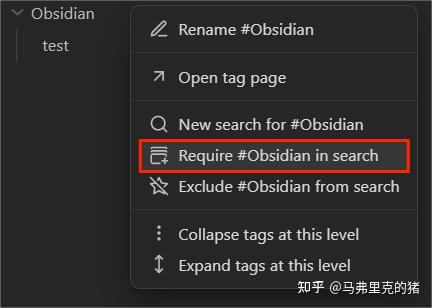 Obsidian
test
Rename #Obsidian
Open tag page
New search for #Obsidian
Require #Obsidian in search
Exclude #Obsidian from search
Collapse tags at this level
Expand tags at this level
知乎 @马弗里克的猪